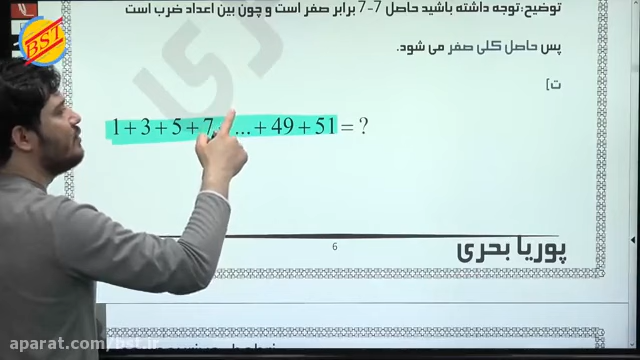 BST
توضیح:توجه داشته باشید حاصل 7-7 برابر صفر است و چون بین اعداد ضرب است
پس حاصل کلی صفر می شود.
ت]
1+3+5+7+...+49+51=?
6
پوریا بحری
aparat.com/bst.ir